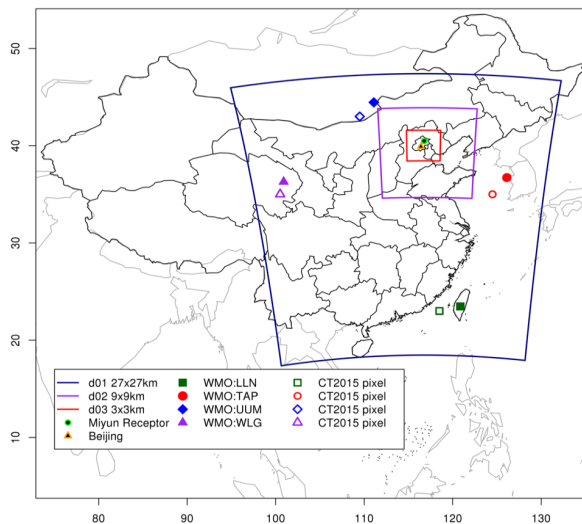 50
40
30
20
10
d01 27x27km WMO:LLN CT2015 pixel
d02 9x9km WMO:TAP CT2015 pixel
d03 3x3km WMO:UUM CT2015 pixel
Miyun Receptor WMO:WLG CT2015 pixel
Beijing
80 90 100 110 120 130